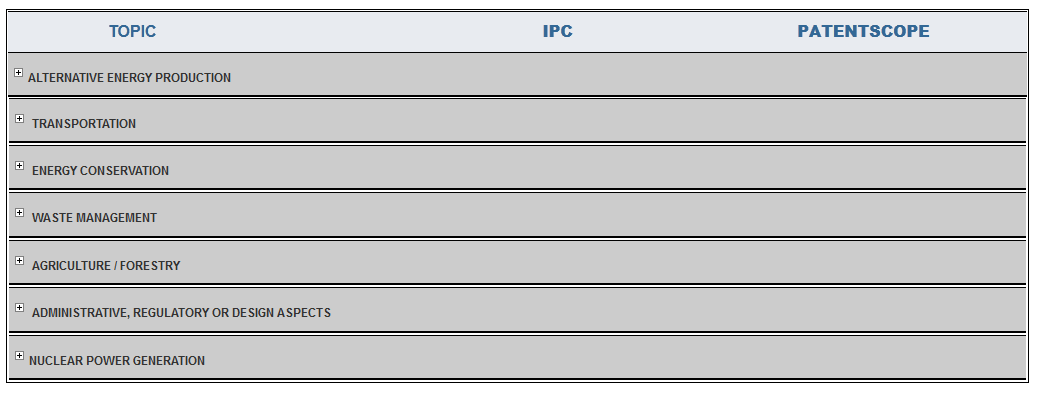 TOPIC IPC PATENTSCOPE
ALTERNATIVE ENERGY PRODUCTION
TRANSPORTATION
ENERGY CONSERVATION
WASTE MANAGEMENT
AGRICULTURE / FORESTRY
ADMINISTRATIVE, REGULATORY OR DESIGN ASPECTS
NUCLEAR POWER GENERATION